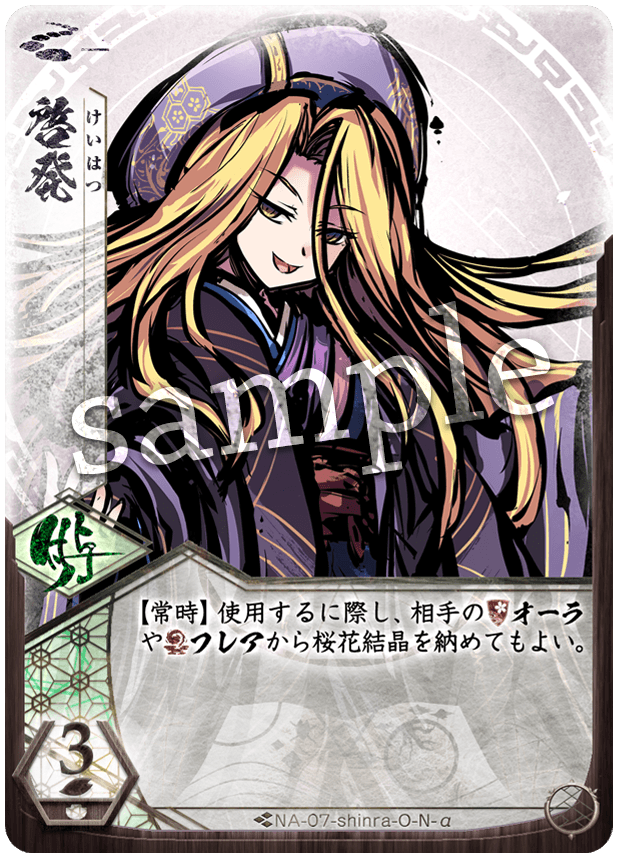 啓発
けいはつ
sample
付与
【常時】使用するに際し、相手のオーラ
やフレアから桜花結晶を納めてもよい。
3
NA-07-shinra-O-N-α